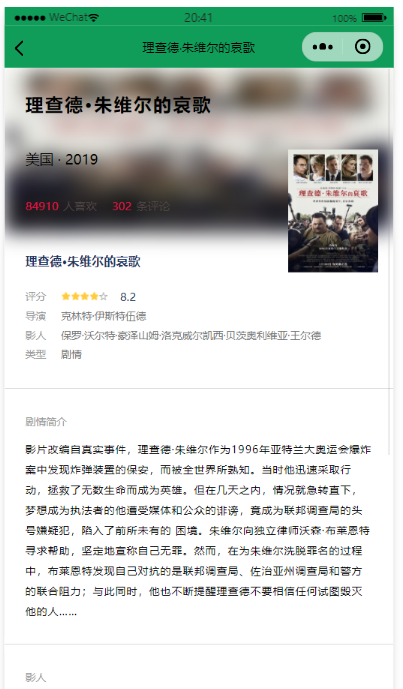 WeChat 20:41 100%
理查德·朱维尔的哀歌
理查德·朱维尔的哀歌
美国 · 2019
理查德·朱维尔的哀歌
84910 人喜欢 302 条评论
理查德·朱维尔的哀歌
评分 8.2
导演 克林特·伊斯特伍德
影人 保罗·沃尔特·豪泽山姆·洛克威尔凯西·贝茨奥利维亚·王尔德
类型 剧情
剧情简介
影片改编自真实事件，理查德·朱维尔作为1996年亚特兰大奥运会爆炸
案中发现炸弹装置的保安，而被全世界所熟知。当时他迅速采取行
动，拯救了无数生命而成为英雄。但在几天之内，情况就急转直下，
梦想成为执法者的他遭受媒体和公众的诽谤，竟成为联邦调查局的头
号嫌疑犯，陷入了前所未有的 困境。朱维尔向独立律师沃森·布莱恩特
寻求帮助，坚定地宣称自己无罪。然而，在为朱维尔洗脱罪名的过程
中，布莱恩特发现自己对抗的是联邦调查局、佐治亚州调查局和警方
的联合阻力；与此同时，他也不断提醒理查德不要相信任何试图毁灭
他的人……
影人